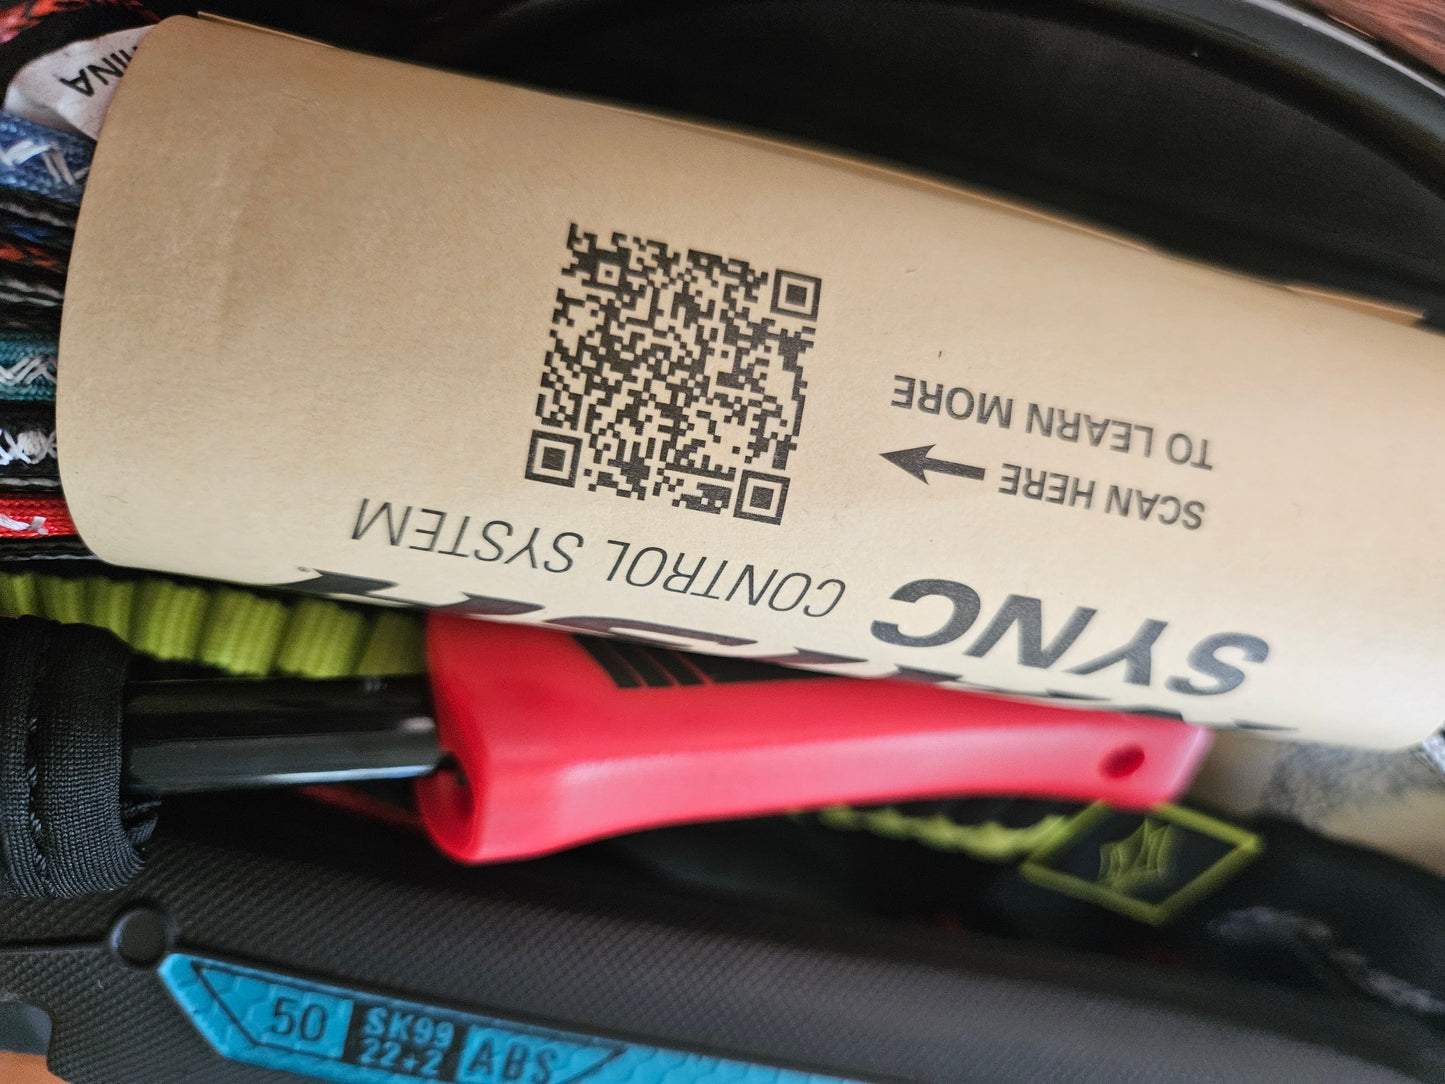 SYNC
CONTROL SYSTEM
SCAN HERE
TO LEARN MORE
50
SK99
22+2
ABS